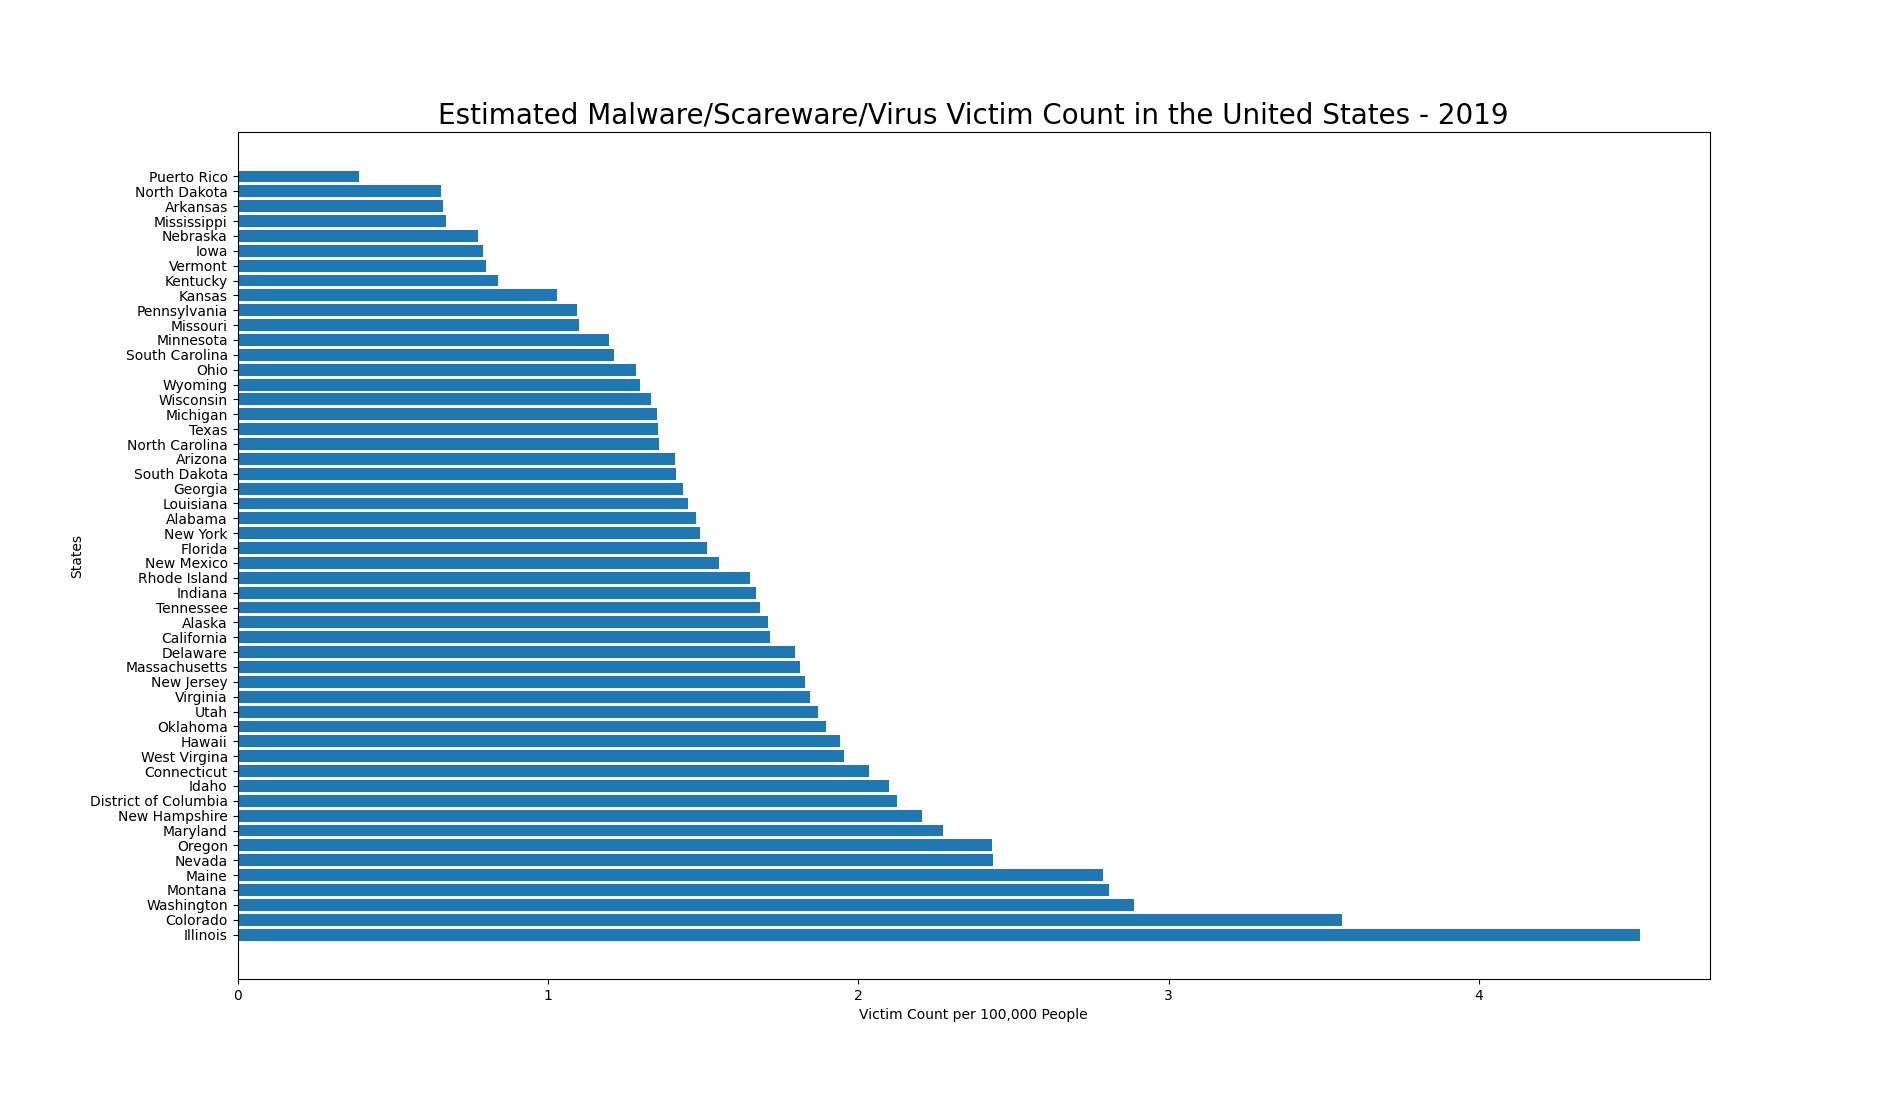 Estimated Malware/Scareware/Virus Victim Count in the United States - 2019
States
Puerto Rico
North Dakota
Arkansas
Mississippi
Nebraska
Iowa
Vermont
Kentucky
Kansas
Pennsylvania
Missouri
Minnesota
South Carolina
Ohio
Wyoming
Wisconsin
Michigan
Texas
North Carolina
Arizona
South Dakota
Georgia
Louisiana
Alabama
New York
Florida
New Mexico
Rhode Island
Indiana
Tennessee
Alaska
California
Delaware
Massachusetts
New Jersey
Virginia
Utah
Oklahoma
Hawaii
West Virgina
Connecticut
Idaho
District of Columbia
New Hampshire
Maryland
Oregon
Nevada
Maine
Montana
Washington
Colorado
Illinois
0 1 2 3 4
Victim Count per 100,000 People